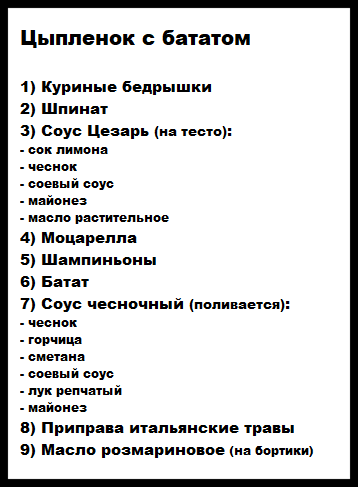 Цыпленок с бататом
1) Куриные бедрышки
2) Шпинат
3) Соус Цезарь (на тесто):
- сок лимона
- чеснок
- соевый соус
- майонез
- масло растительное
4) Моцарелла
5) Шампиньоны
6) Батат
7) Соус чесночный (поливается):
- чеснок
- горчица
- сметана
- соевый соус
- лук репчатый
- майонез
8) Приправа итальянские травы
9) Масло розмариновое (на бортики)